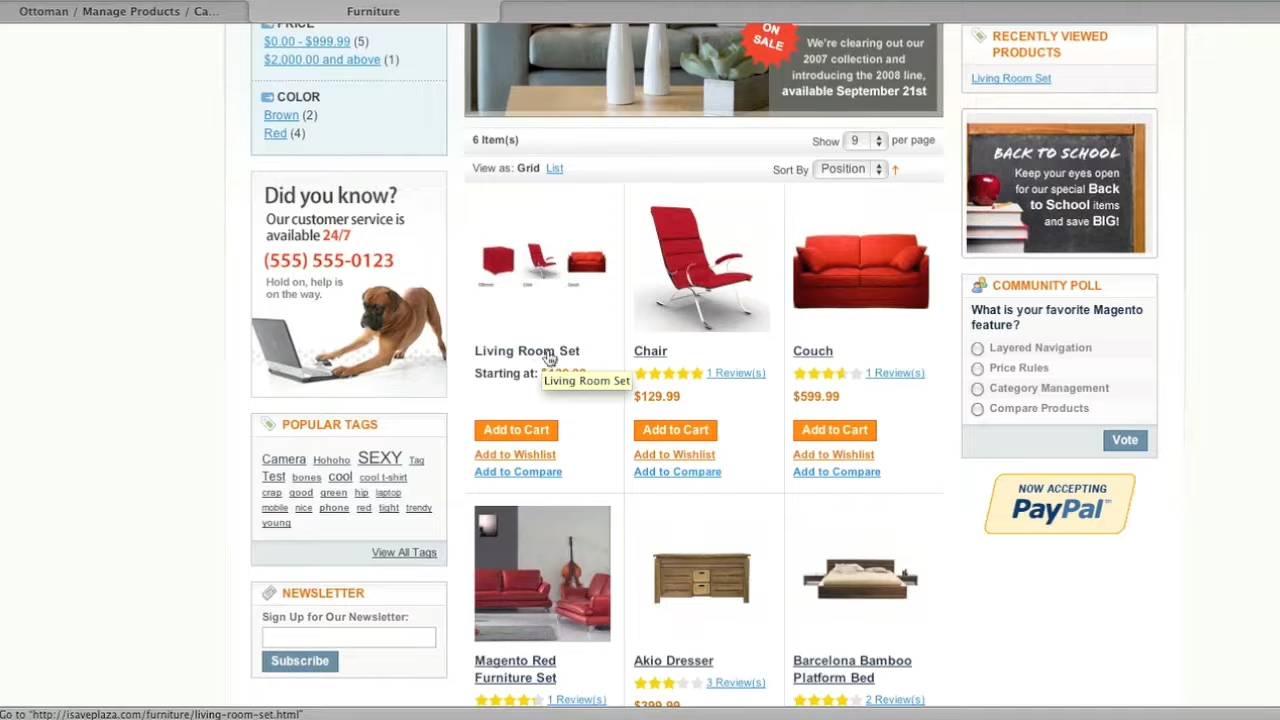 Ottoman / Manage Products / Ca...
Furniture
PRICE
$0.00 - $999.99 (5)
$2,000.00 and above (1)
COLOR
Brown (2)
Red (4)
Did you know?
Our customer service is
available 24/7
(555) 555-0123
Hold on, help is
on the way.
POPULAR TAGS
Camera Hohoho SEXY Tag
Test bones cool cool t-shirt
crap good green hip laptop
mobile nice phone red tight trendy
young
View All Tags
NEWSLETTER
Sign Up for Our Newsletter:
Subscribe
ON
SALE
We're clearing out our
2007 collection and
introducing the 2008 line,
available September 21st
6 Item(s)
Show 9 per page
View as: Grid List
Sort By Position
Ottoman Chair Couch
Living Room Set
Starting at:
Living Room Set
Add to Cart
Add to Wishlist
Add to Compare
Chair
1 Review(s)
$129.99
Add to Cart
Add to Wishlist
Add to Compare
Couch
1 Review(s)
$599.99
Add to Cart
Add to Wishlist
Add to Compare
Magento Red
Furniture Set
1 Review(s)
Akio Dresser
3 Review(s)
$399.99
Barcelona Bamboo
Platform Bed
2 Review(s)
RECENTLY VIEWED
PRODUCTS
Living Room Set
BACK TO SCHOOL
Keep your eyes open
for our special Back
to School items
and save BIG!
COMMUNITY POLL
What is your favorite Magento
feature?
Layered Navigation
Price Rules
Category Management
Compare Products
Vote
NOW ACCEPTING
PayPal™
Go to "http://isaveplaza.com/furniture/living-room-set.html"